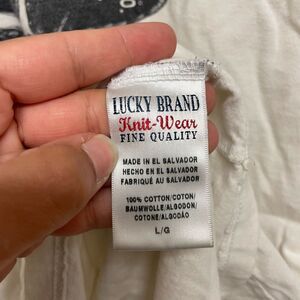 LUCKY BRAND
Knit-Wear
FINE QUALITY
MADE IN EL SALVADOR
HECHO EN EL SALVADOR
FABRIQUÉ AU SALVADOR
100% COTTON/COTON/
BAUMWOLLE/ALGODON/
COTONE/ALGODÃO
L/G